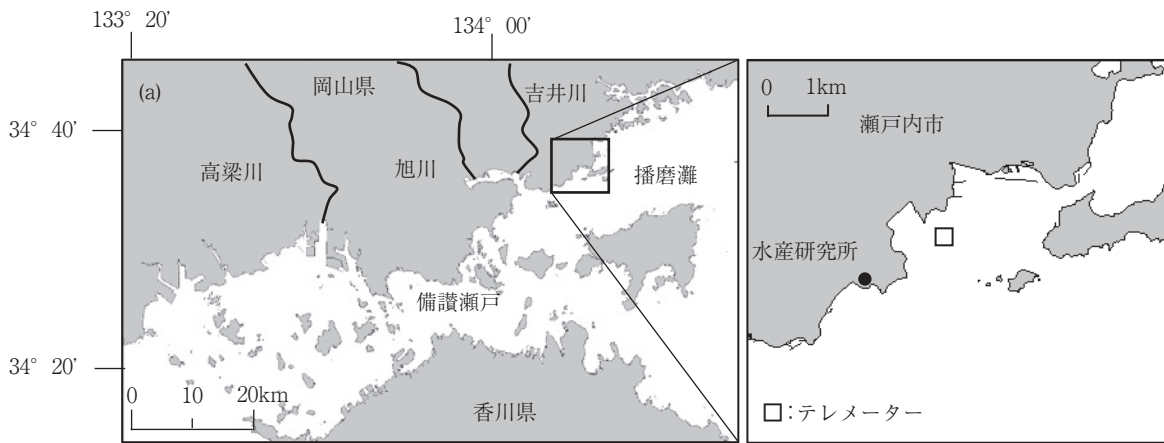 133° 20′
134° 00′
34° 40′
34° 20′
(a)
岡山県
吉井川
高梁川
旭川
播磨灘
備讃瀬戸
香川県
0 10 20km
0 1km
瀬戸内市
水産研究所
□:テレメーター